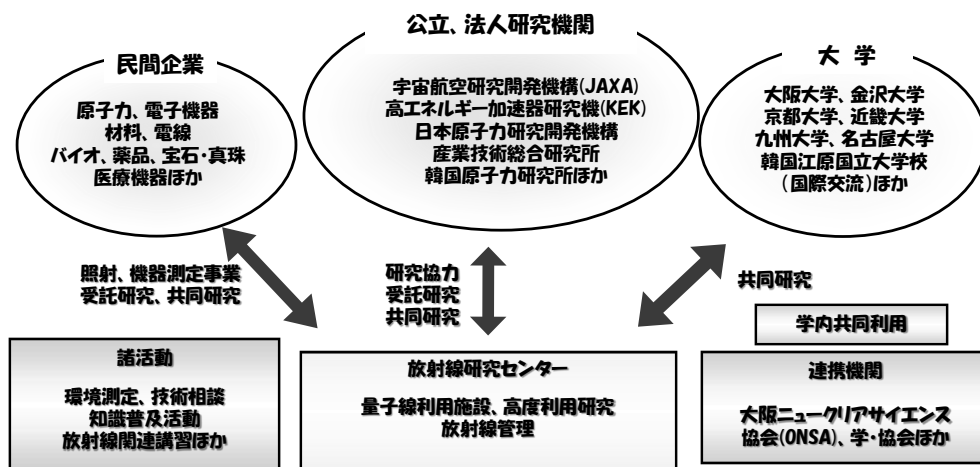 公立、法人研究機関
宇宙航空研究開発機構(JAXA)
高エネルギー加速器研究機(KEK)
日本原子力研究開発機構
産業技術総合研究所
韓国原子力研究所ほか
民間企業
原子力、電子機器
材料、電線
バイオ、薬品、宝石・真珠
医療機器ほか
大 学
大阪大学、金沢大学
京都大学、近畿大学
九州大学、名古屋大学
韓国江原国立大学校
(国際交流)ほか
照射、機器測定事業
受託研究、共同研究
研究協力
受託研究
共同研究
共同研究
学内共同利用
諸活動
環境測定、技術相談
知識普及活動
放射線関連講習ほか
放射線研究センター
量子線利用施設、高度利用研究
放射線管理
連携機関
大阪ニュークリアサイエンス
協会(ONSA)、学・協会ほか